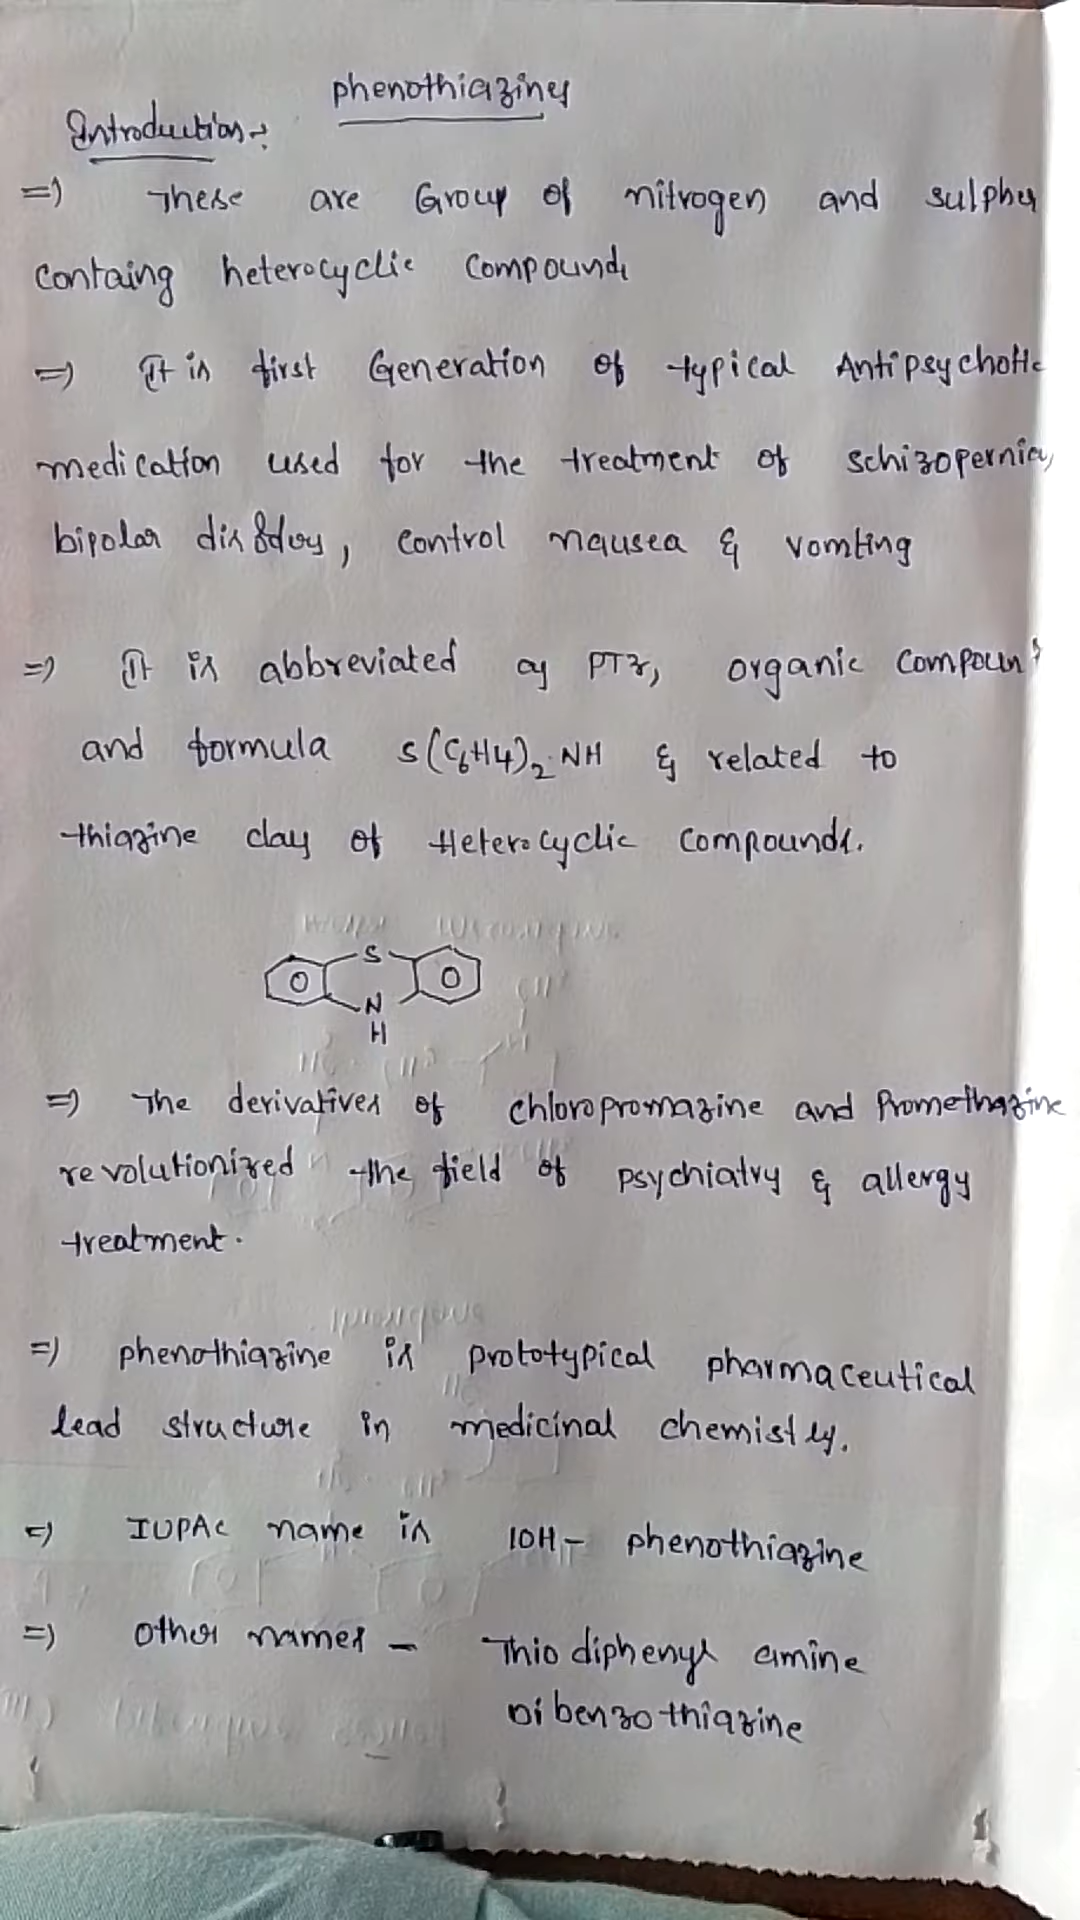 phenothiazines
Introduction :
=> These are Group of nitrogen and sulpher
containg heterocyclic compounds
=> It is first Generation of typical Antipsychotic
medication used for the treatment of schizopernia,
bipolar disorders, control nausea & vomting
=> It is abbreviated as PTZ, organic compound
and formula S(C6H4)2 NH & related to
thiazine class of Heterocyclic compounds.
S
N
H
=> The derivatives of chloropromazine and Promethazine
revolutionized the field of psychiatry & allergy
treatment.
=> phenothiazine is prototypical pharmaceutical
lead structure in medicinal chemistry.
=> IUPAC name is 10H- phenothiazine
=> other names - Thio diphenyl amine
Dibenzothiazine